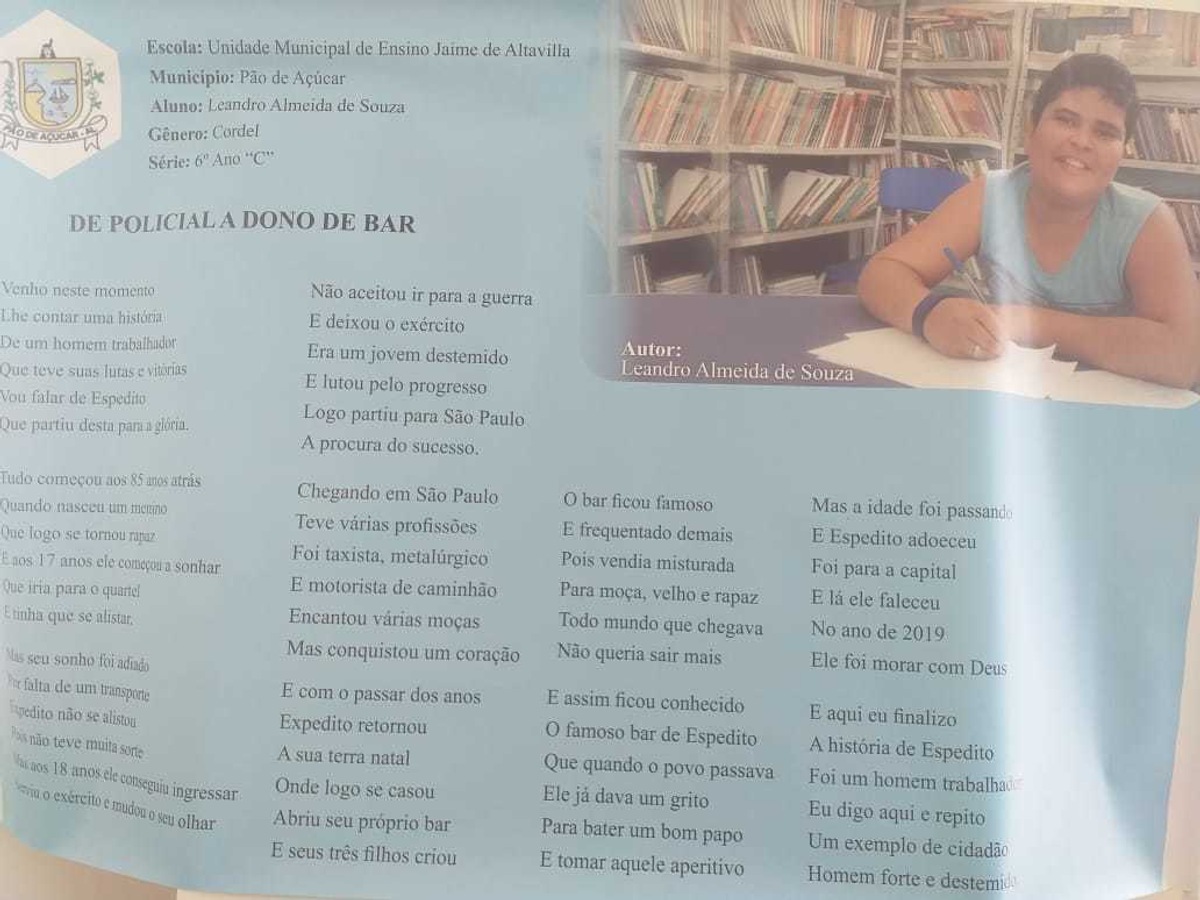 PÃO DE AÇUCAR - AL
Escola: Unidade Municipal de Ensino Jaime de Altavilla
Município: Pão de Açúcar
Aluno: Leandro Almeida de Souza
Gênero: Cordel
Série: 6º Ano “C”
DE POLICIAL A DONO DE BAR
Venho neste momento
Lhe contar uma história
De um homem trabalhador
Que teve suas lutas e vitórias
Vou falar de Espedito
Que partiu desta para a glória.
Tudo começou aos 85 anos atrás
Quando nasceu um menino
Que logo se tornou rapaz
E aos 17 anos ele começou a sonhar
Que iria para o quartel
E tinha que se alistar.
Mas seu sonho foi adiado
Por falta de um transporte
Expedito não se alistou
Pois não teve muita sorte
Mas aos 18 anos ele conseguiu ingressar
Serviu o exército e mudou o seu olhar
Não aceitou ir para a guerra
E deixou o exército
Era um jovem destemido
E lutou pelo progresso
Logo partiu para São Paulo
A procura do sucesso.
Chegando em São Paulo
Teve várias profissões
Foi taxista, metalúrgico
E motorista de caminhão
Encantou várias moças
Mas conquistou um coração
E com o passar dos anos
Expedito retornou
A sua terra natal
Onde logo se casou
Abriu seu próprio bar
E seus três filhos criou
O bar ficou famoso
E frequentado demais
Pois vendia misturada
Para moça, velho e rapaz
Todo mundo que chegava
Não queria sair mais
E assim ficou conhecido
O famoso bar de Espedito
Que quando o povo passava
Ele já dava um grito
Para bater um bom papo
E tomar aquele aperitivo
Mas a idade foi passando
E Espedito adoeceu
Foi para a capital
E lá ele faleceu
No ano de 2019
Ele foi morar com Deus
E aqui eu finalizo
A história de Espedito
Foi um homem trabalhador
Eu digo aqui e repito
Um exemplo de cidadão
Homem forte e destemido
Autor:
Leandro Almeida de Souza